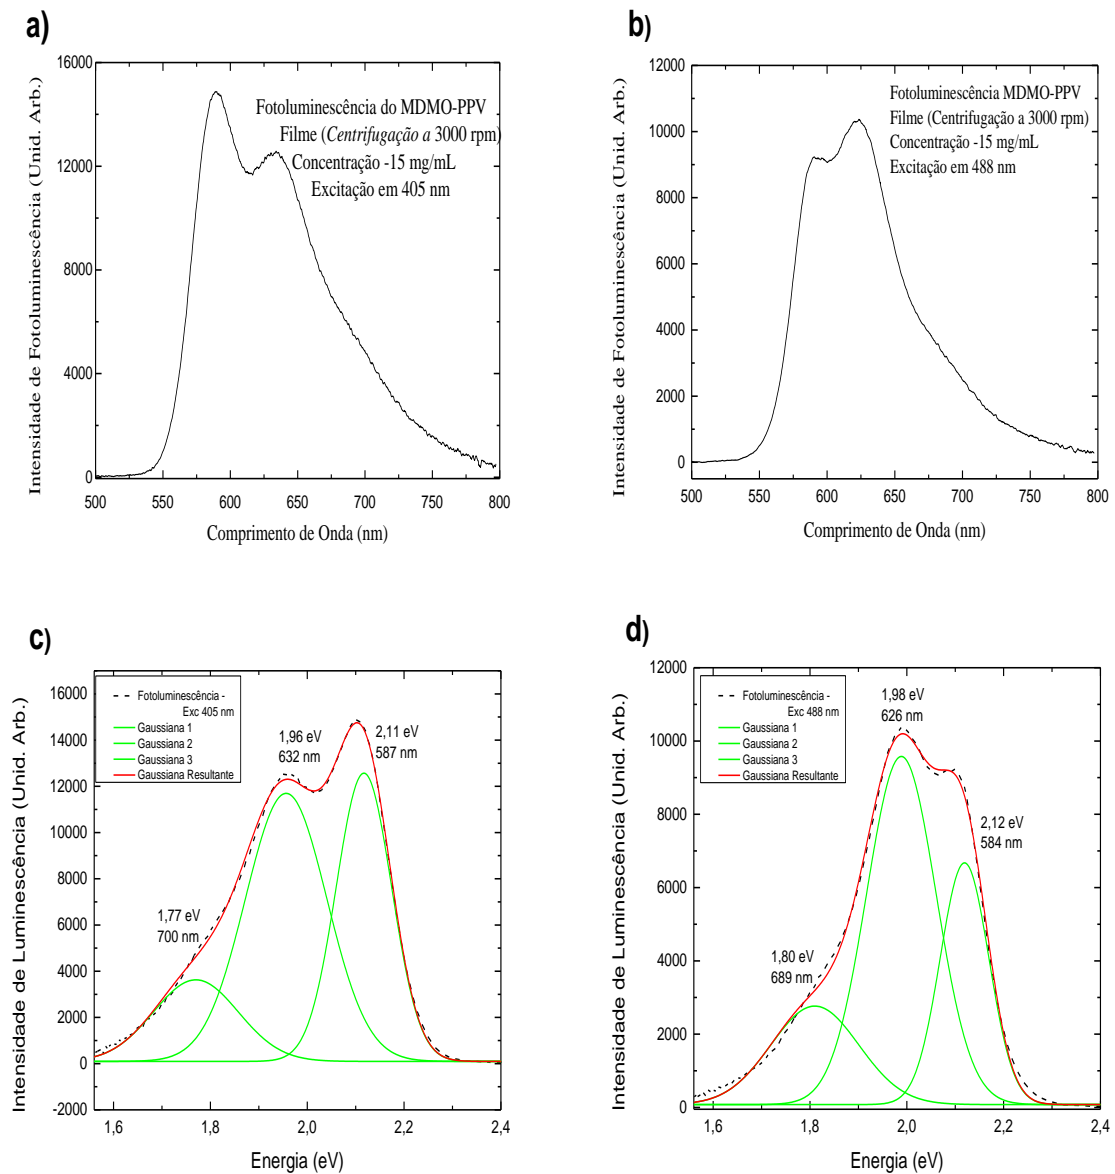 a)
16000
12000
8000
4000
0
Intensidade de Fotoluminescência (Unid. Arb.)
Fotoluminescência do MDMO-PPV
Filme (Centrifugação a 3000 rpm)
Concentração -15 mg/mL
Excitação em 405 nm
500 550 600 650 700 750 800
Comprimento de Onda (nm)
b)
12000
10000
8000
6000
4000
2000
0
Intensidade de Fotoluminescência (Unid. Arb.)
Fotoluminescência MDMO-PPV
Filme (Centrifugação a 3000 rpm)
Concentração -15 mg/mL
Excitação em 488 nm
500 550 600 650 700 750 800
Comprimento de Onda (nm)
c)
16000
14000
12000
10000
8000
6000
4000
2000
0
-2000
Intensidade de Luminescência (Unid. Arb.)
Fotoluminescência -
Exc 405 nm
Gaussiana 1
Gaussiana 2
Gaussiana 3
Gaussiana Resultante
1,96 eV
632 nm
2,11 eV
587 nm
1,77 eV
700 nm
1,6 1,8 2,0 2,2 2,4
Energia (eV)
d)
12000
10000
8000
6000
4000
2000
0
Intensidade de Luminescência (Unid. Arb.)
Fotoluminescência -
Exc 488 nm
Gaussiana 1
Gaussiana 2
Gaussiana 3
Gaussiana Resultante
1,98 eV
626 nm
2,12 eV
584 nm
1,80 eV
689 nm
1,6 1,8 2,0 2,2 2,4
Energia (eV)